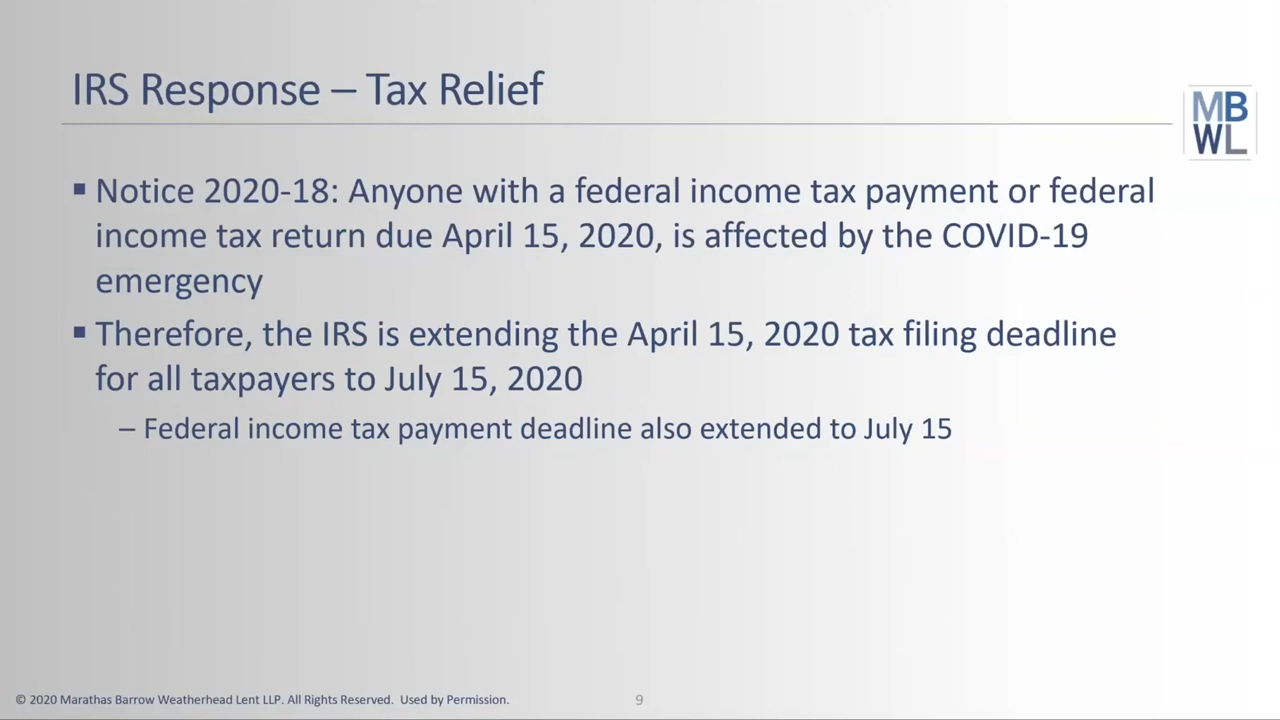 IRS Response – Tax Relief
MB
WL
▪ Notice 2020-18: Anyone with a federal income tax payment or federal
income tax return due April 15, 2020, is affected by the COVID-19
emergency
▪ Therefore, the IRS is extending the April 15, 2020 tax filing deadline
for all taxpayers to July 15, 2020
– Federal income tax payment deadline also extended to July 15
© 2020 Marathas Barrow Weatherhead Lent LLP. All Rights Reserved. Used by Permission.
9